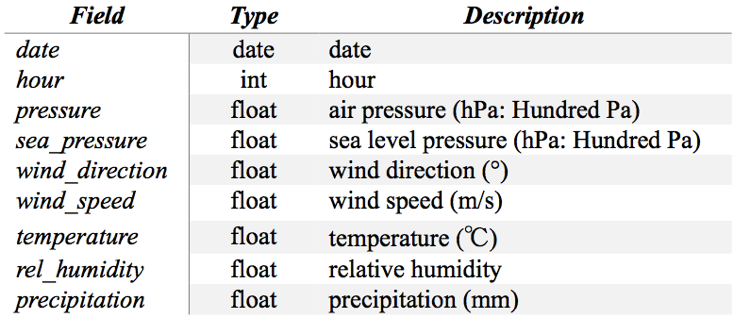 Field Type Description
date date date
hour int hour
pressure float air pressure (hPa: Hundred Pa)
sea_pressure float sea level pressure (hPa: Hundred Pa)
wind_direction float wind direction (°)
wind_speed float wind speed (m/s)
temperature float temperature (℃)
rel_humidity float relative humidity
precipitation float precipitation (mm)